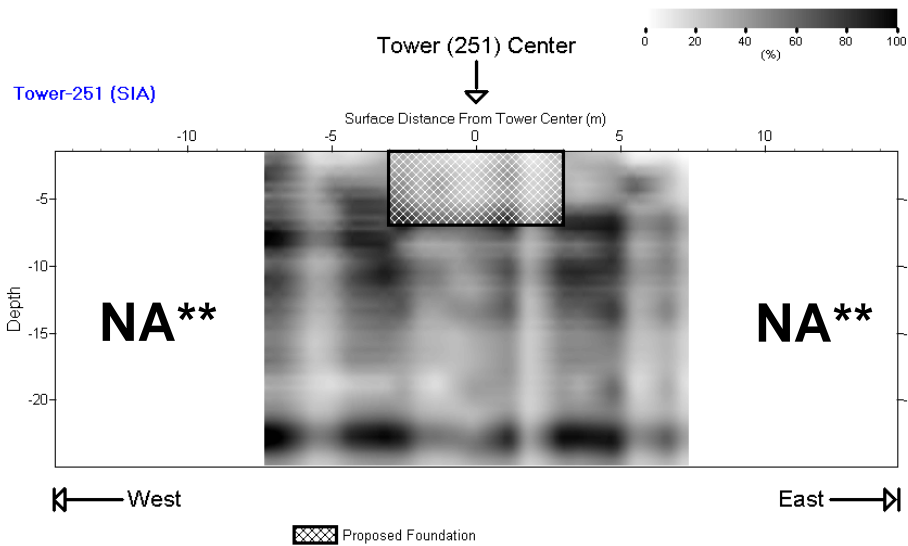 0 20 40 60 80 100
(%)
Tower (251) Center
Tower-251 (SIA)
Surface Distance From Tower Center (m)
-10 -5 0 5 10
-5
-10
-15
-20
Depth
NA** NA**
West East
Proposed Foundation